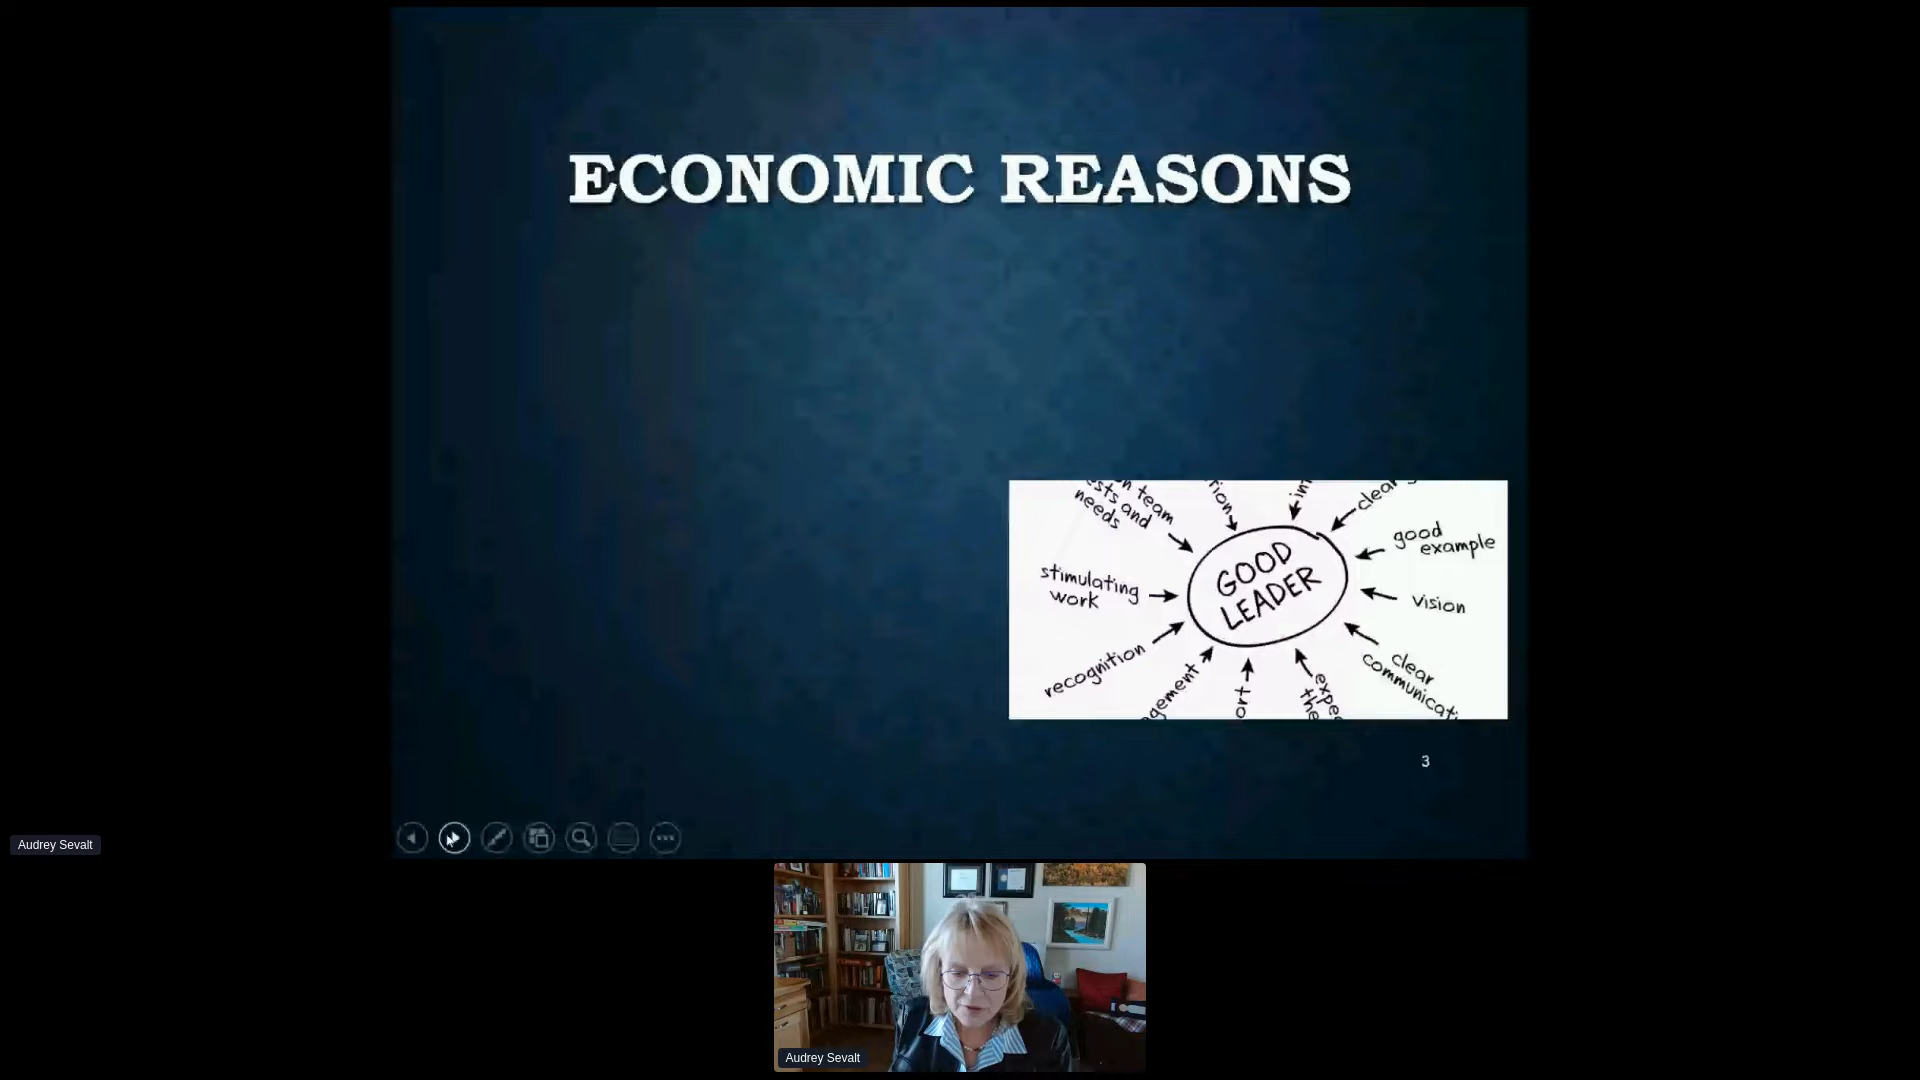 ECONOMIC REASONS
team
and
needs
clear
good
example
stimulating
work
GOOD
LEADER
vision
recognition
clear
3
Audrey Sevalt
Audrey Sevalt